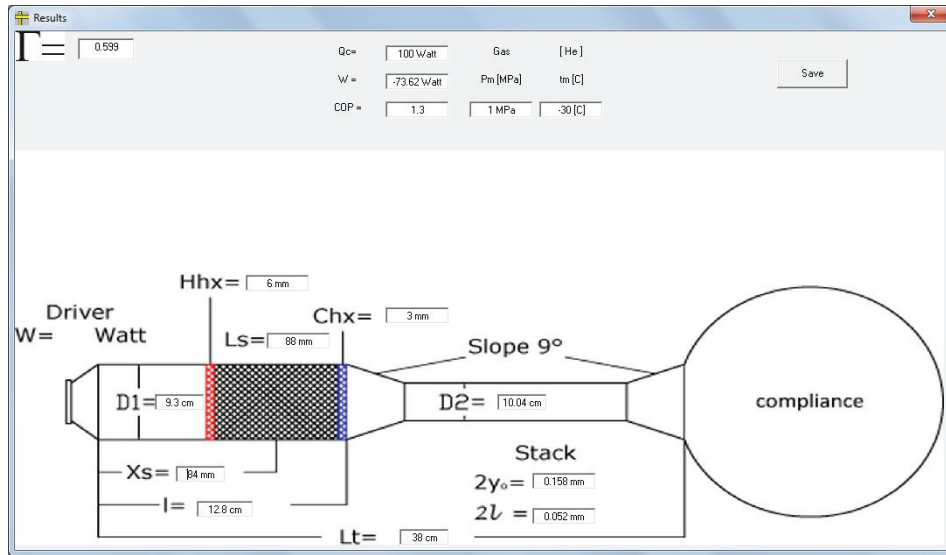 Results
Γ= 0.599
Qc= 100 Watt Gas [ He ]
W = -73.62 Watt Pm [MPa] tm [C]
Save
COP = 1.3 1 MPa -30 [C]
Hhx= 6 mm
Driver
W= Watt
Chx= 3 mm
Ls= 88 mm
Slope 9°
D1= 9.3 cm
D2= 10.04 cm
compliance
Xs= 84 mm
Stack
2y₀= 0.158 mm
l= 12.8 cm
2l = 0.052 mm
Lt= 38 cm